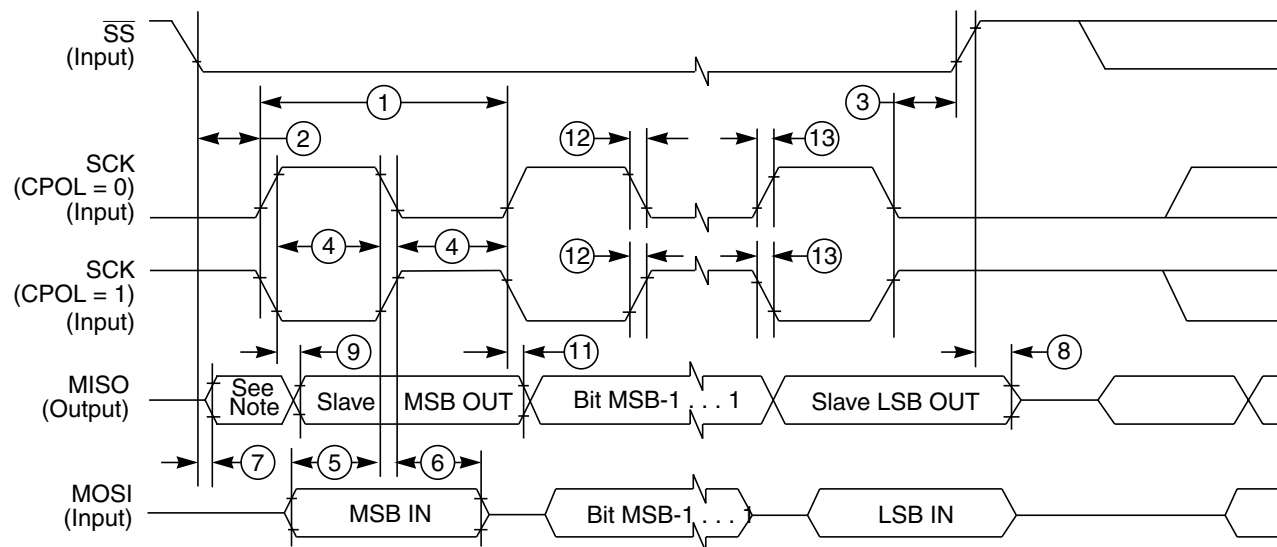 SS
(Input)
1
3
2
12
13
SCK
(CPOL = 0)
(Input)
4
4
12
13
SCK
(CPOL = 1)
(Input)
9
11
8
MISO
(Output)
See
Note
Slave
MSB OUT
Bit MSB-1 . . . 1
Slave LSB OUT
7
5
6
MOSI
(Input)
MSB IN
Bit MSB-1 . . . 1
LSB IN